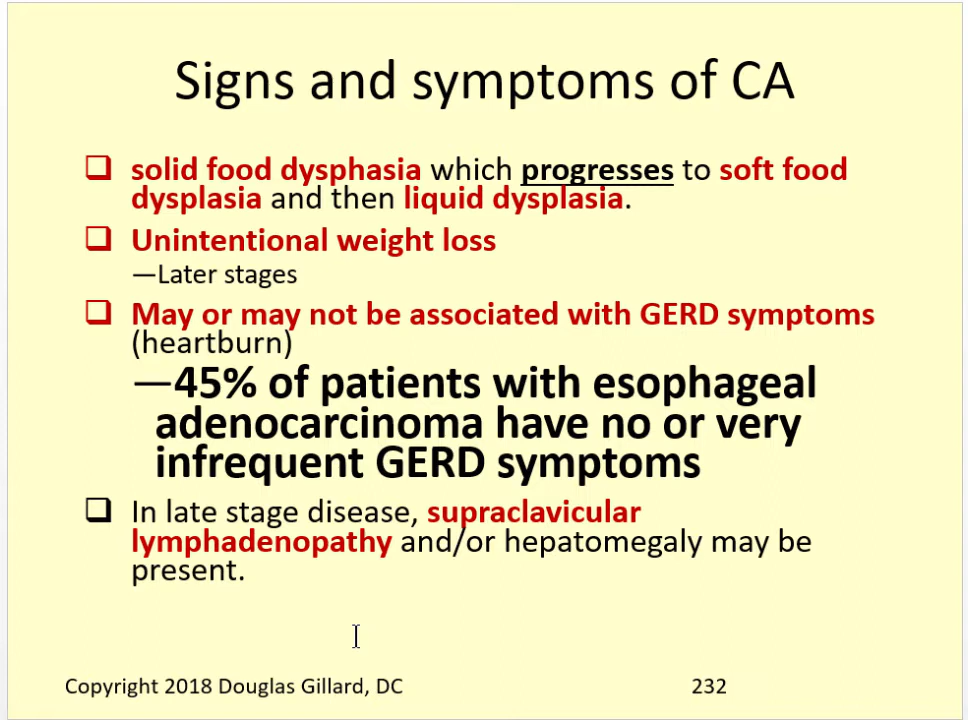 Signs and symptoms of CA
❑ solid food dysphasia which progresses to soft food
dysplasia and then liquid dysplasia.
❑ Unintentional weight loss
—Later stages
❑ May or may not be associated with GERD symptoms
(heartburn)
—45% of patients with esophageal
adenocarcinoma have no or very
infrequent GERD symptoms
❑ In late stage disease, supraclavicular
lymphadenopathy and/or hepatomegaly may be
present.
Copyright 2018 Douglas Gillard, DC
232